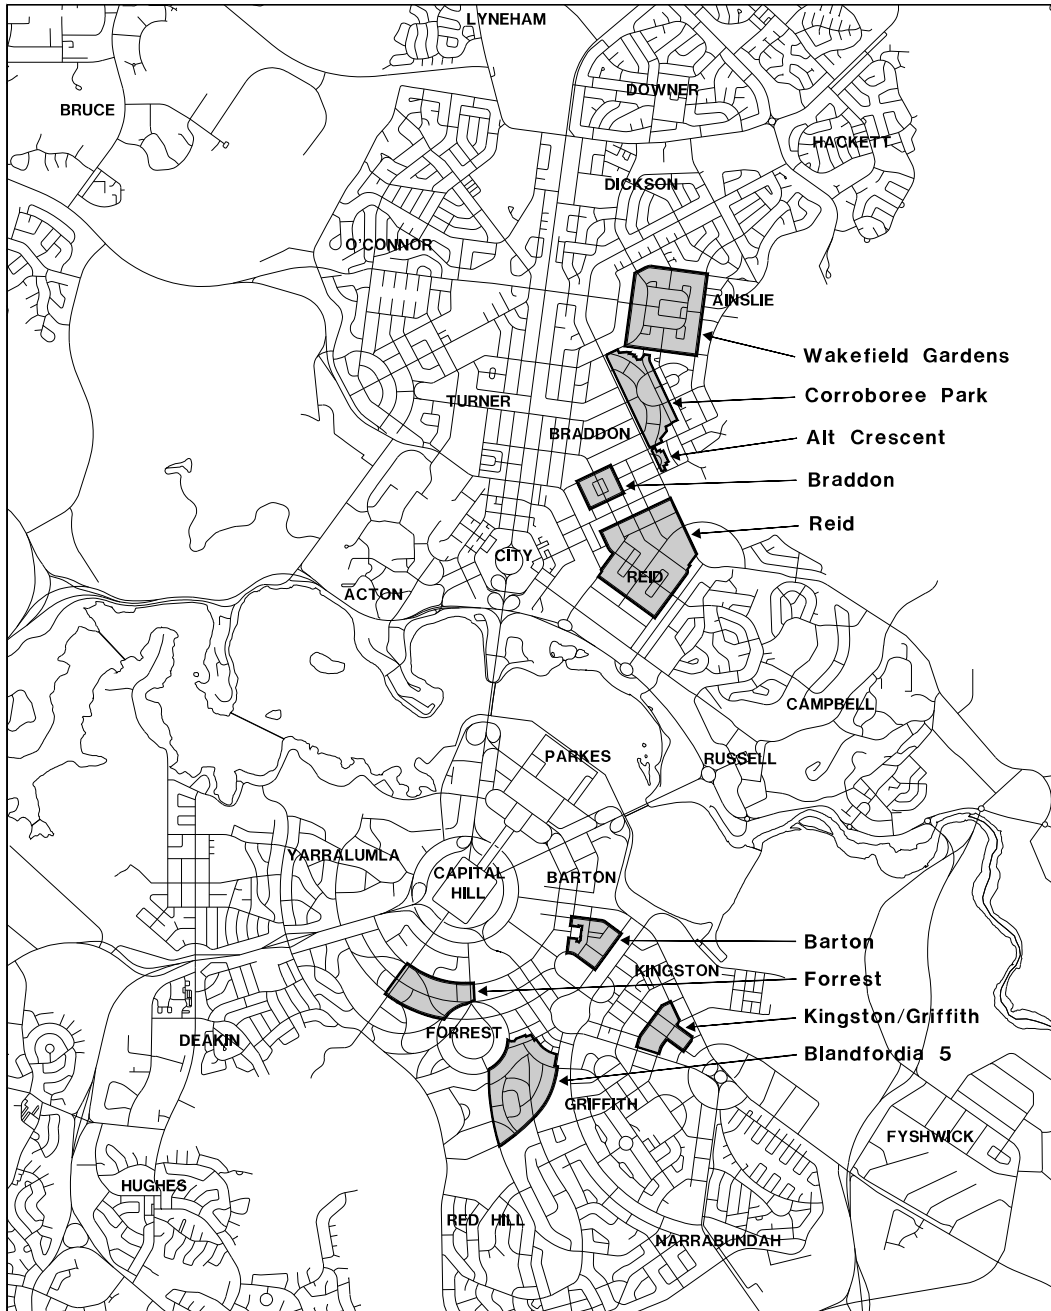 LYNEHAM
DOWNER
BRUCE
HACKETT
DICKSON
O'CONNOR
AINSLIE
Wakefield Gardens
Corroboree Park
TURNER
BRADDON
Alt Crescent
Braddon
Reid
CITY
REID
ACTON
CAMPBELL
PARKES
RUSSELL
YARRALUMLA
CAPITAL
HILL
BARTON
Barton
KINGSTON
Forrest
Kingston/Griffith
FORREST
DEAKIN
Blandfordia 5
GRIFFITH
FYSHWICK
HUGHES
RED HILL
NARRABUNDAH